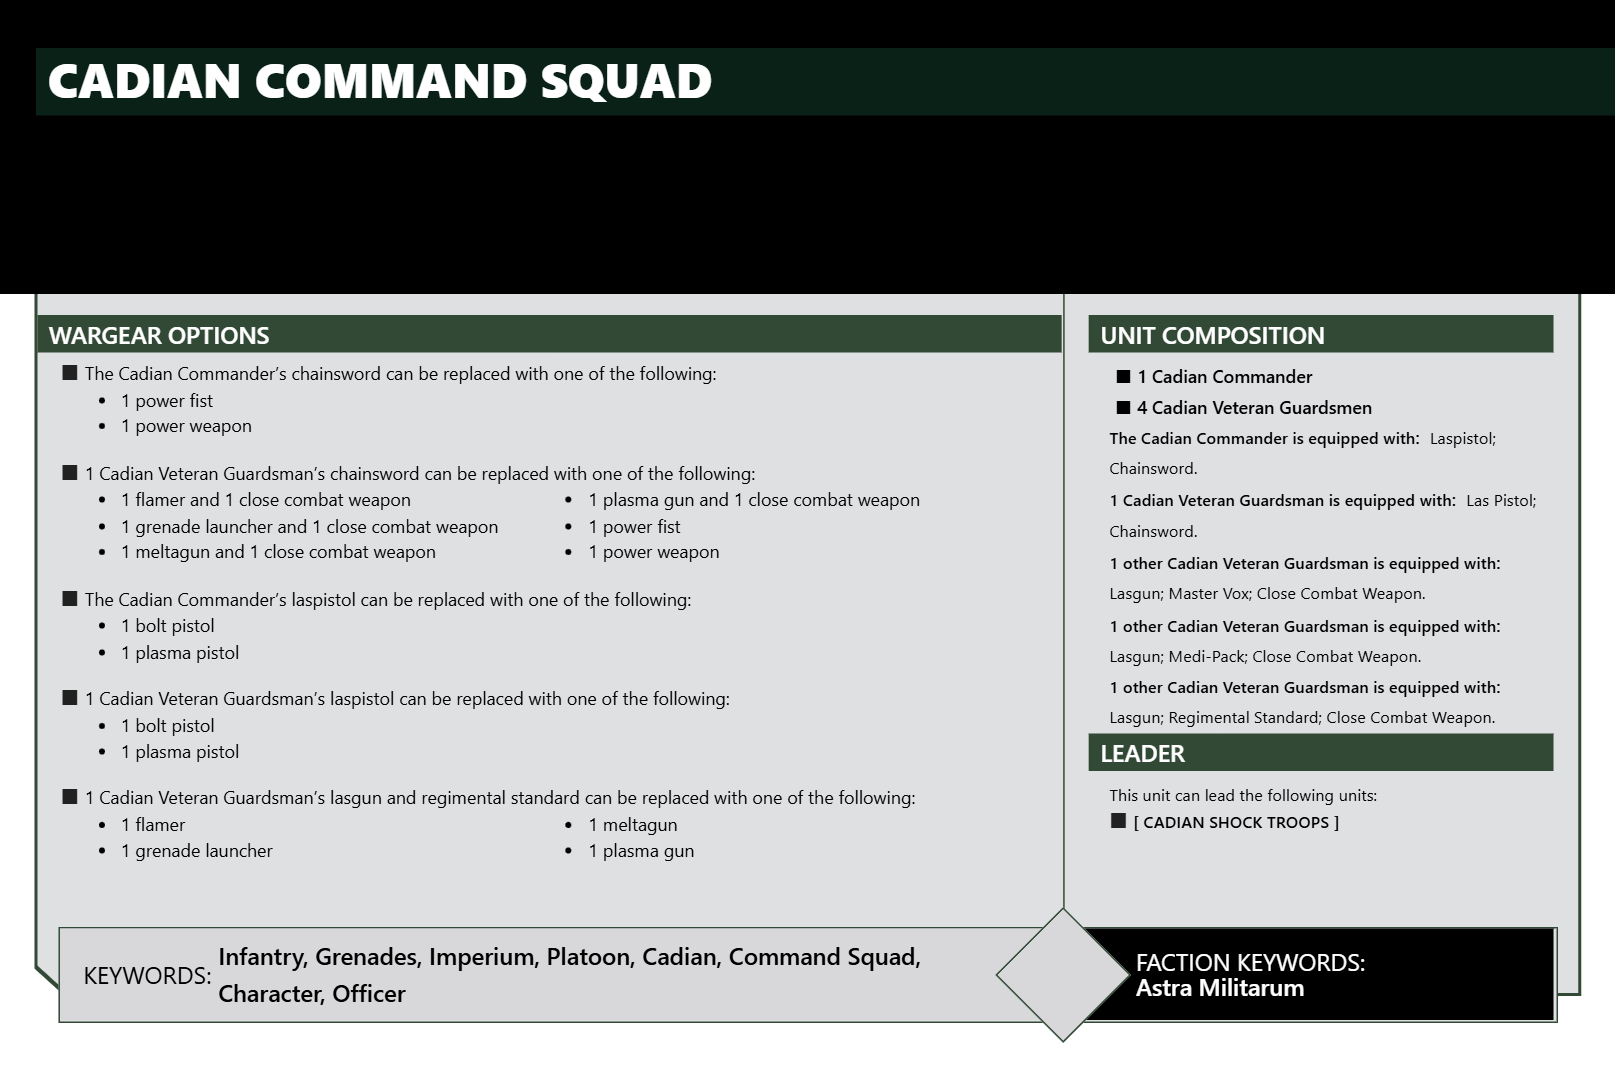 CADIAN COMMAND SQUAD
WARGEAR OPTIONS
■ The Cadian Commander's chainsword can be replaced with one of the following:
• 1 power fist
• 1 power weapon
■ 1 Cadian Veteran Guardsman's chainsword can be replaced with one of the following:
• 1 flamer and 1 close combat weapon
• 1 grenade launcher and 1 close combat weapon
• 1 meltagun and 1 close combat weapon
• 1 plasma gun and 1 close combat weapon
• 1 power fist
• 1 power weapon
■ The Cadian Commander's laspistol can be replaced with one of the following:
• 1 bolt pistol
• 1 plasma pistol
■ 1 Cadian Veteran Guardsman's laspistol can be replaced with one of the following:
• 1 bolt pistol
• 1 plasma pistol
■ 1 Cadian Veteran Guardsman's lasgun and regimental standard can be replaced with one of the following:
• 1 flamer
• 1 grenade launcher
• 1 meltagun
• 1 plasma gun
UNIT COMPOSITION
■ 1 Cadian Commander
■ 4 Cadian Veteran Guardsmen
The Cadian Commander is equipped with: Laspistol;
Chainsword.
1 Cadian Veteran Guardsman is equipped with: Las Pistol;
Chainsword.
1 other Cadian Veteran Guardsman is equipped with:
Lasgun; Master Vox; Close Combat Weapon.
1 other Cadian Veteran Guardsman is equipped with:
Lasgun; Medi-Pack; Close Combat Weapon.
1 other Cadian Veteran Guardsman is equipped with:
Lasgun; Regimental Standard; Close Combat Weapon.
LEADER
This unit can lead the following units:
■ [ CADIAN SHOCK TROOPS ]
KEYWORDS: Infantry, Grenades, Imperium, Platoon, Cadian, Command Squad,
Character, Officer
FACTION KEYWORDS:
Astra Militarum